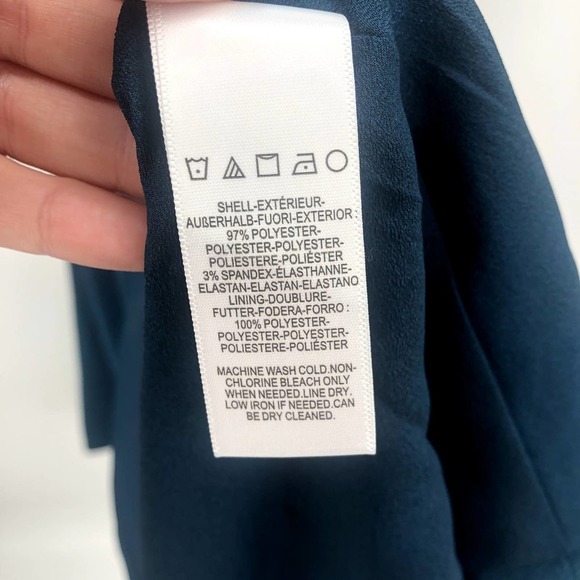 SHELL-EXTÉRIEUR-
AUßERHALB-FUORI-EXTERIOR :
97% POLYESTER-
POLYESTER-POLYESTER-
POLIESTERE-POLIÉSTER
3% SPANDEX-ÉLASTHANNE-
ELASTAN-ELASTAN-ELASTANO
LINING-DOUBLURE-
FUTTER-FODERA-FORRO :
100% POLYESTER-
POLYESTER-POLYESTER-
POLIESTERE-POLIÉSTER
MACHINE WASH COLD.NON-
CHLORINE BLEACH ONLY
WHEN NEEDED.LINE DRY.
LOW IRON IF NEEDED.CAN
BE DRY CLEANED.